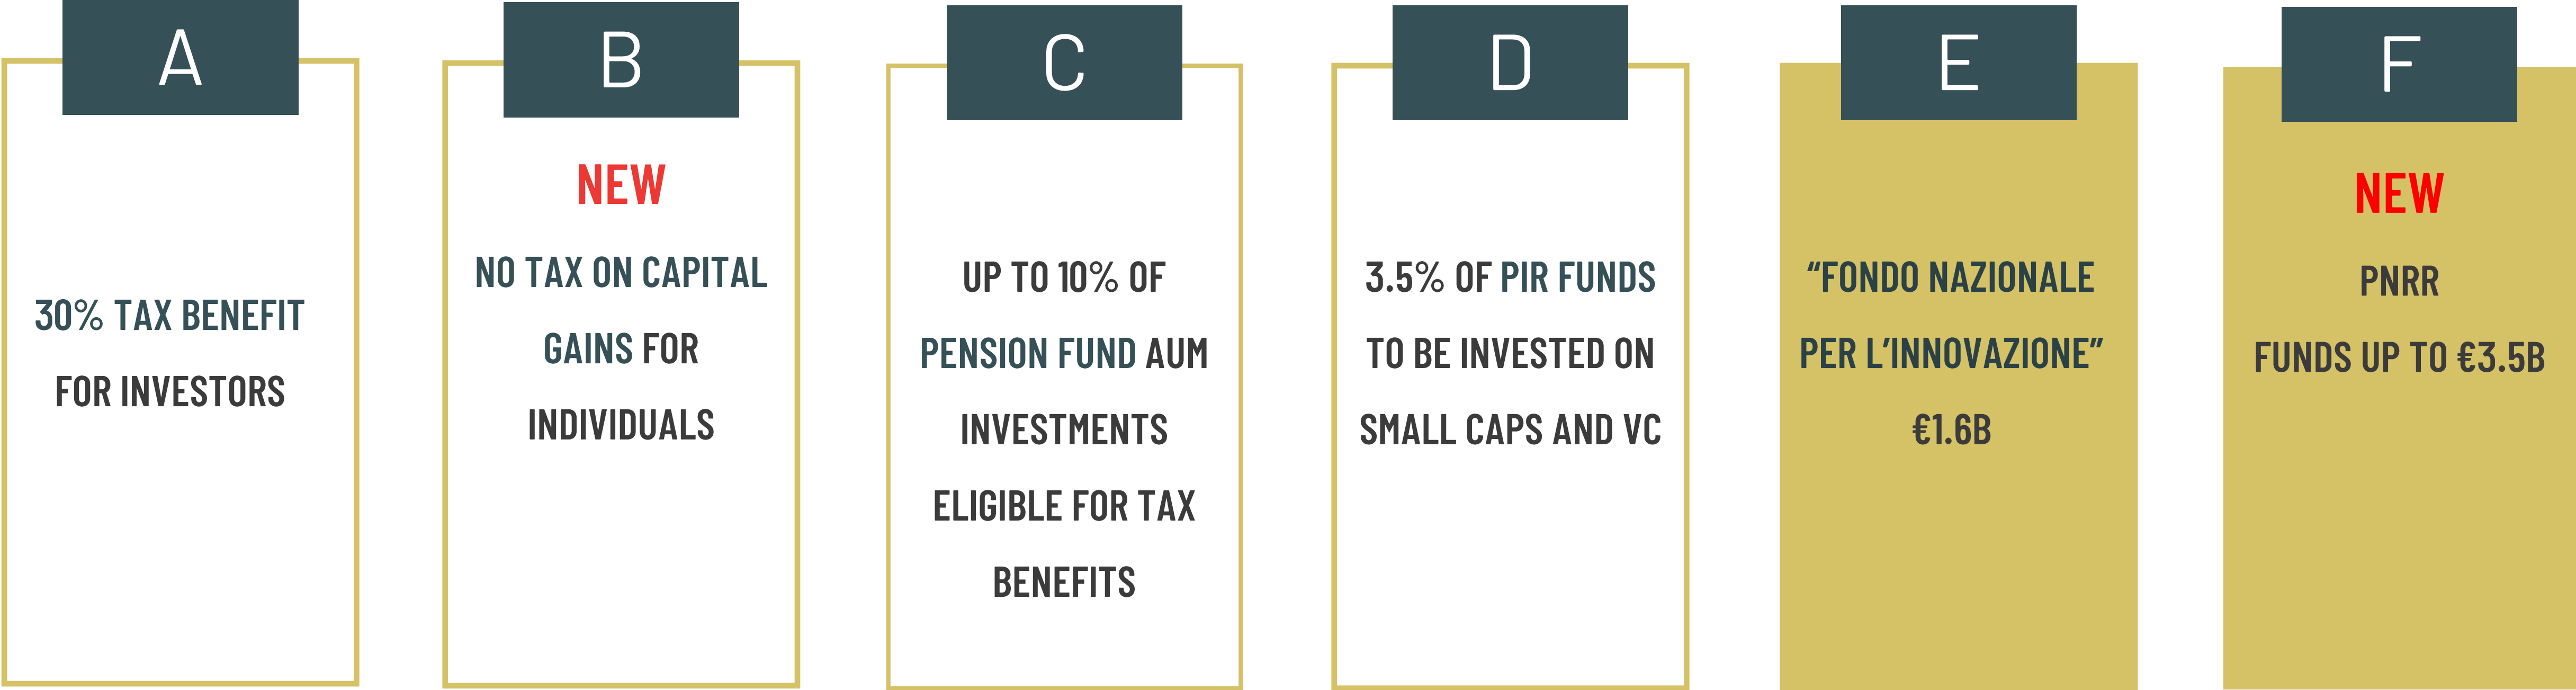 A
30% TAX BENEFIT
FOR INVESTORS
B
NEW
NO TAX ON CAPITAL
GAINS FOR
INDIVIDUALS
C
UP TO 10% OF
PENSION FUND AUM
INVESTMENTS
ELIGIBLE FOR TAX
BENEFITS
D
3.5% OF PIR FUNDS
TO BE INVESTED ON
SMALL CAPS AND VC
E
“FONDO NAZIONALE
PER L’INNOVAZIONE”
€1.6B
F
NEW
PNRR
FUNDS UP TO €3.5B